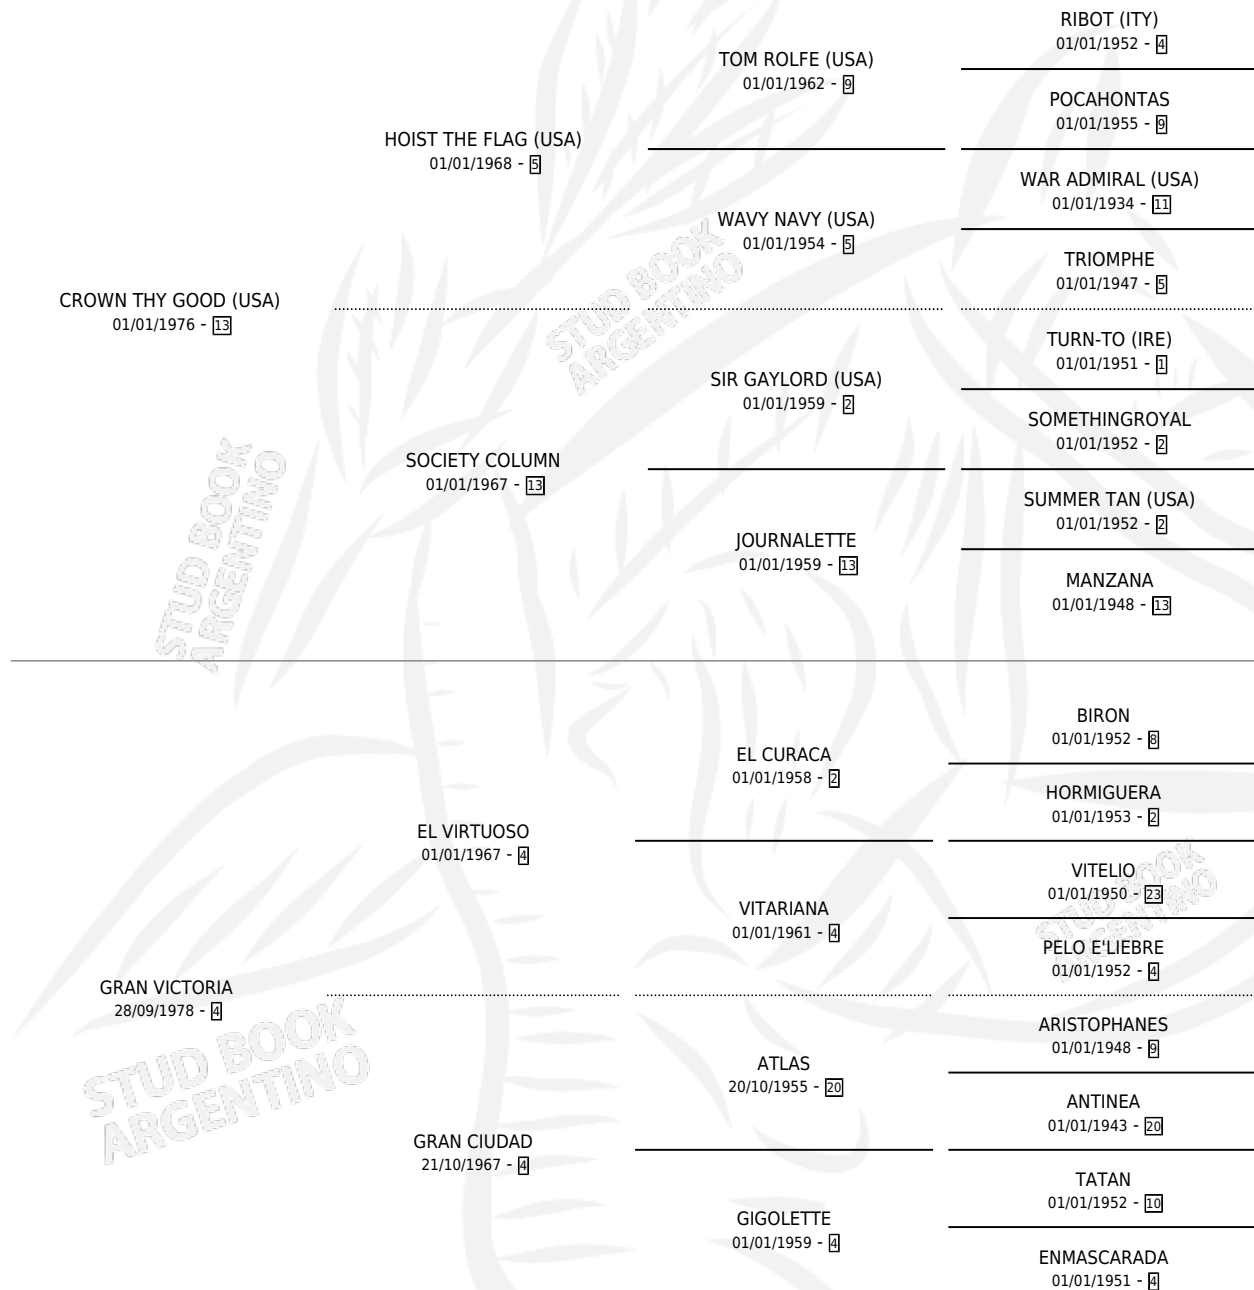 RIBOT (ITY)
01/01/1952 - 4
TOM ROLFE (USA)
01/01/1962 - 9
POCAHONTAS
01/01/1955 - 9
HOIST THE FLAG (USA)
01/01/1968 - 5
WAR ADMIRAL (USA)
01/01/1934 - 11
WAVY NAVY (USA)
01/01/1954 - 5
TRIOMPHE
01/01/1947 - 5
CROWN THY GOOD (USA)
01/01/1976 - 13
TURN-TO (IRE)
01/01/1951 - 1
SIR GAYLORD (USA)
01/01/1959 - 2
SOMETHINGROYAL
01/01/1952 - 2
SOCIETY COLUMN
01/01/1967 - 13
SUMMER TAN (USA)
01/01/1952 - 2
JOURNALETTE
01/01/1959 - 13
MANZANA
01/01/1948 - 13
BIRON
01/01/1952 - 8
EL CURACA
01/01/1958 - 2
HORMIGUERA
01/01/1953 - 2
EL VIRTUOSO
01/01/1967 - 4
VITELIO
01/01/1950 - 23
VITARIANA
01/01/1961 - 4
PELO E'LIEBRE
01/01/1952 - 4
GRAN VICTORIA
28/09/1978 - 4
ARISTOPHANES
01/01/1948 - 9
ATLAS
20/10/1955 - 20
ANTINEA
01/01/1943 - 20
GRAN CIUDAD
21/10/1967 - 4
TATAN
01/01/1952 - 10
GIGOLETTE
01/01/1959 - 4
ENMASCARADA
01/01/1951 - 4
STUD BOOK
ARGENTINO
STUD BOOK
ARGENTINO
STUD BOOK
ARGENTINO
STUD BOOK
ARGENTINO